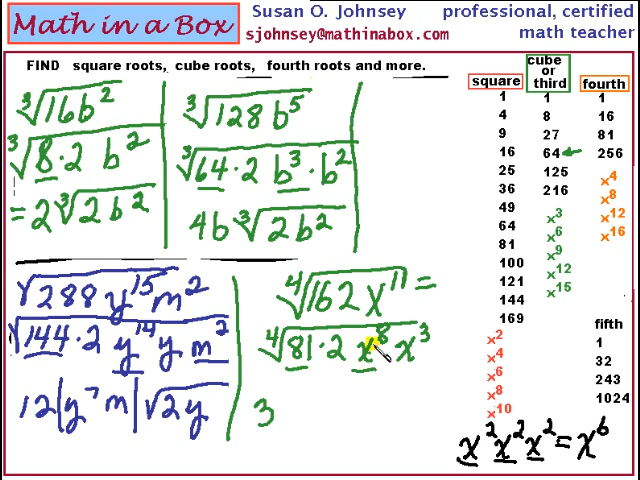 Math in a Box
Susan O. Johnsey professional, certified
sjohnsey@mathinabox.com math teacher
FIND square roots, cube roots, fourth roots and more.
∛16b² ∛128b⁵
∛8·2 b² ∛64·2 b³·b²
=2∛2b² 4b∛2b²
√288 y¹⁵m² ∜162x¹¹=
√144·2 y¹⁴y m² ∜81·2 x⁸x³
12|y⁷m|√2y 3
square
1
4
9
16
25
36
49
64
81
100
121
144
169
x²
x⁴
x⁶
x⁸
x¹⁰
cube
or
third
1
8
27
64
125
216
x³
x⁶
x⁹
x¹²
x¹⁵
fourth
1
16
81
256
x⁴
x⁸
x¹²
x¹⁶
fifth
1
32
243
1024
x²x²x²=x⁶